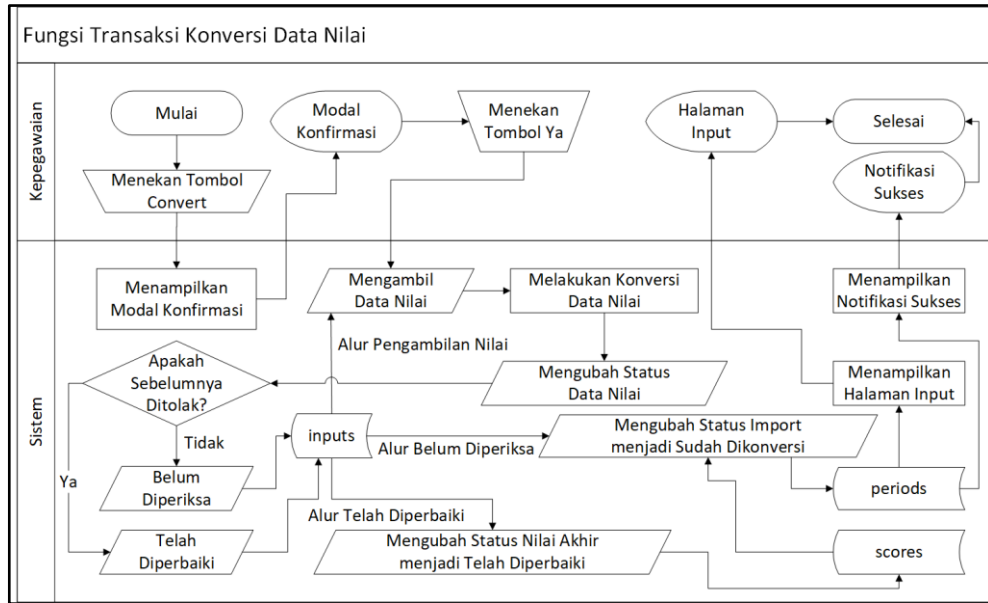 Fungsi Transaksi Konversi Data Nilai
Kepegawaian
Mulai
Modal
Konfirmasi
Menekan
Tombol Ya
Halaman
Input
Selesai
Menekan Tombol
Convert
Notifikasi
Sukses
Sistem
Menampilkan
Modal Konfirmasi
Mengambil
Data Nilai
Melakukan Konversi
Data Nilai
Menampilkan
Notifikasi Sukses
Alur Pengambilan Nilai
Apakah
Sebelumnya
Ditolak?
Mengubah Status
Data Nilai
Menampilkan
Halaman Input
Tidak
inputs
Alur Belum Diperiksa
Mengubah Status Import
menjadi Sudah Dikonversi
Ya
Belum
Diperiksa
periods
Alur Telah Diperbaiki
Telah
Diperbaiki
Mengubah Status Nilai Akhir
menjadi Telah Diperbaiki
scores